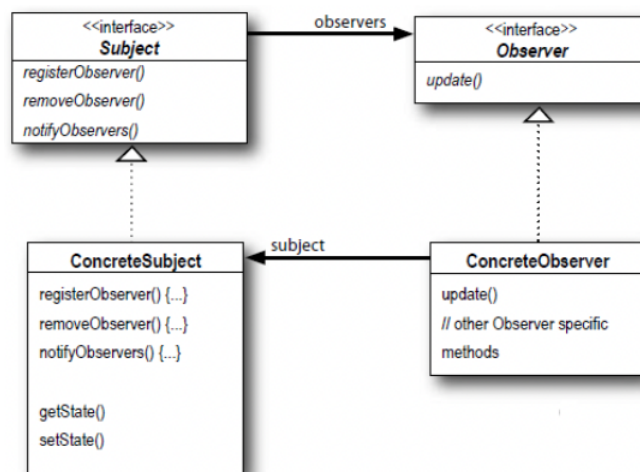 <<interface>>
Subject
registerObserver()
removeObserver()
notifyObservers()
observers
<<interface>>
Observer
update()
ConcreteSubject
registerObserver() {...}
removeObserver() {...}
notifyObservers() {...}
getState()
setState()
subject
ConcreteObserver
update()
// other Observer specific
methods